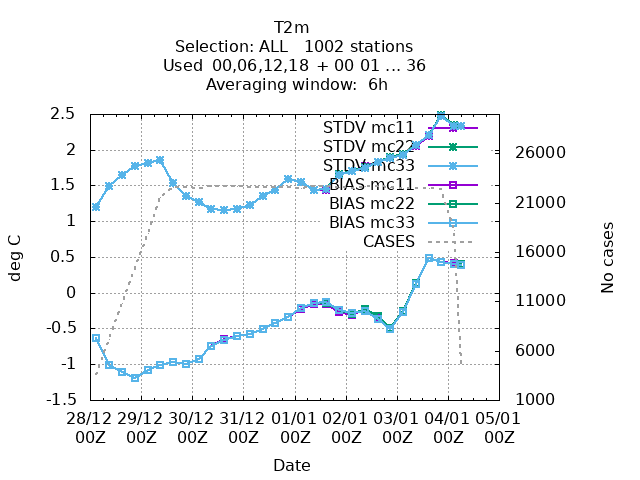 T2m
Selection: ALL   1002 stations
Used  00,06,12,18 + 00 01 ... 36
Averaging window:  6h
2.5
2
1.5
1
0.5
0
-0.5
-1
-1.5
deg C
STDV mc11
STDV mc22
STDV mc33
BIAS mc11
BIAS mc22
BIAS mc33
CASES
26000
21000
16000
11000
6000
1000
No cases
28/12 29/12 30/12 31/12 01/01 02/01 03/01 04/01 05/01
00Z 00Z 00Z 00Z 00Z 00Z 00Z 00Z 00Z
Date